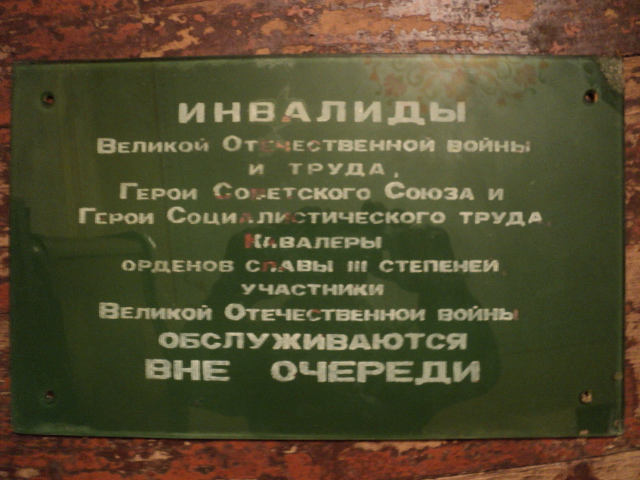 ИНВАЛИДЫ
ВЕЛИКОЙ ОТЕЧЕСТВЕННОЙ ВОЙНЫ
И ТРУДА,
ГЕРОИ СОВЕТСКОГО СОЮЗА И
ГЕРОИ СОЦИАЛИСТИЧЕСКОГО ТРУДА
КАВАЛЕРЫ
ОРДЕНОВ СЛАВЫ III СТЕПЕНЕЙ,
УЧАСТНИКИ
ВЕЛИКОЙ ОТЕЧЕСТВЕННОЙ ВОЙНЫ
ОБСЛУЖИВАЮТСЯ
ВНЕ ОЧЕРЕДИ